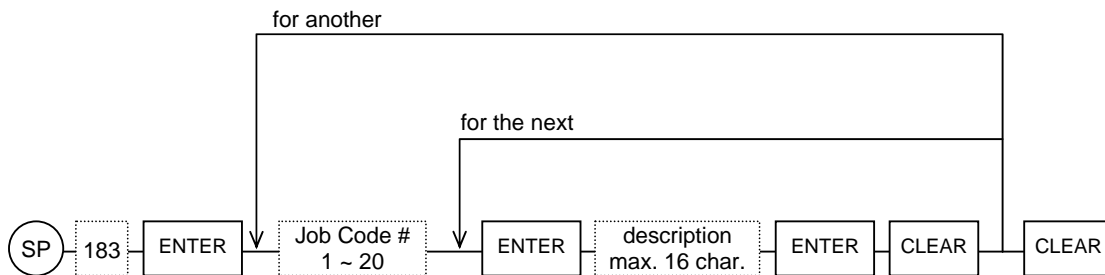 for another
for the next
SP
183
ENTER
Job Code #
1 ~ 20
ENTER
description
max. 16 char.
ENTER
CLEAR
CLEAR